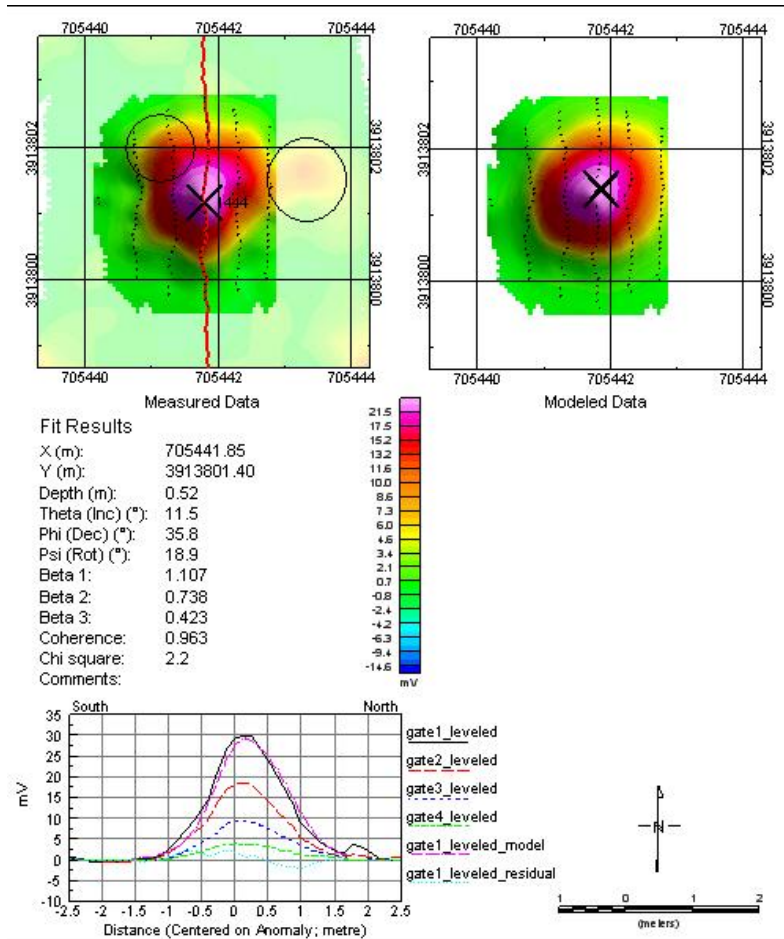 705440 705442 705444
705440 705442 705444
3913802
3913802
3913802
444
3913800
3913800
3913800
3913800
705440 705442 705444
705440 705442 705444
Measured Data
Modeled Data
Fit Results
X (m): 705441.85
Y (m): 3913801.40
Depth (m): 0.52
Theta (Inc) (°): 11.5
Phi (Dec) (°): 35.8
Psi (Rot) (°): 18.9
Beta 1: 1.107
Beta 2: 0.738
Beta 3: 0.423
Coherence: 0.963
Chi square: 2.2
Comments:
21.5
17.5
13.2
11.6
10.0
8.6
7.3
6.0
4.6
3.4
2.1
0.7
-0.8
-2.4
-4.2
-6.3
-9.4
-14.6
mV
South North
35
30
25
20
15
10
5
0
-5
-10
mV
-2.5 -2.0 -1.5 -1.0 -0.5 0 0.5 1.0 1.5 2.0 2.5
Distance (Centered on Anomaly; metre)
gate1_leveled
gate2_leveled
gate3_leveled
gate4_leveled
gate1_leveled_model
gate1_leveled_residual
N
1 0 1 2
(meters)